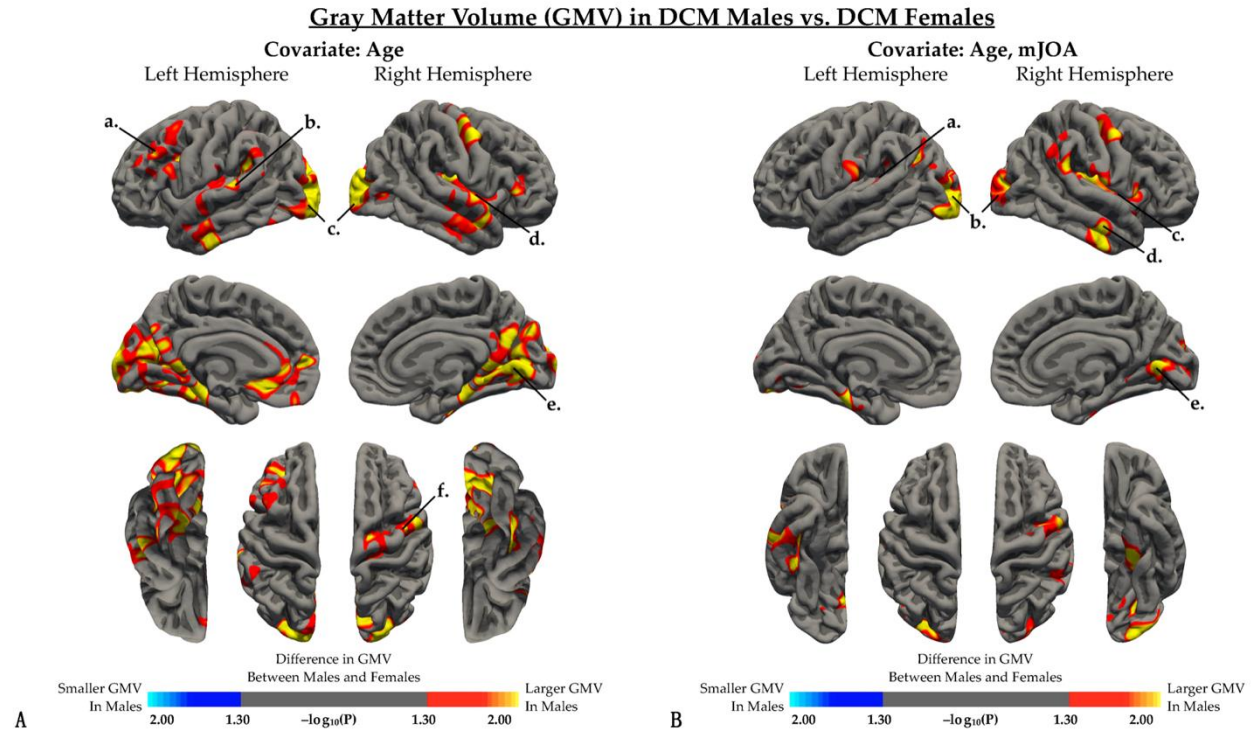 Gray Matter Volume (GMV) in DCM Males vs. DCM Females
Covariate: Age
Left Hemisphere
Right Hemisphere
a.
b.
c.
d.
e.
f.
Difference in GMV
Between Males and Females
Smaller GMV
In Males
Larger GMV
In Males
2.00
1.30
–log₁₀(P)
1.30
2.00
A
Covariate: Age, mJOA
Left Hemisphere
Right Hemisphere
a.
b.
c.
d.
e.
Difference in GMV
Between Males and Females
Smaller GMV
In Males
Larger GMV
In Males
2.00
1.30
–log₁₀(P)
1.30
2.00
B